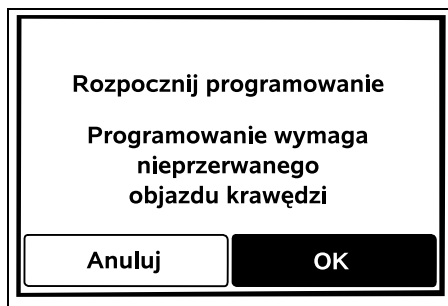 Rozpocznij programowanie
Programowanie wymaga
nieprzerwanego
objazdu krawędzi
Anuluj
OK